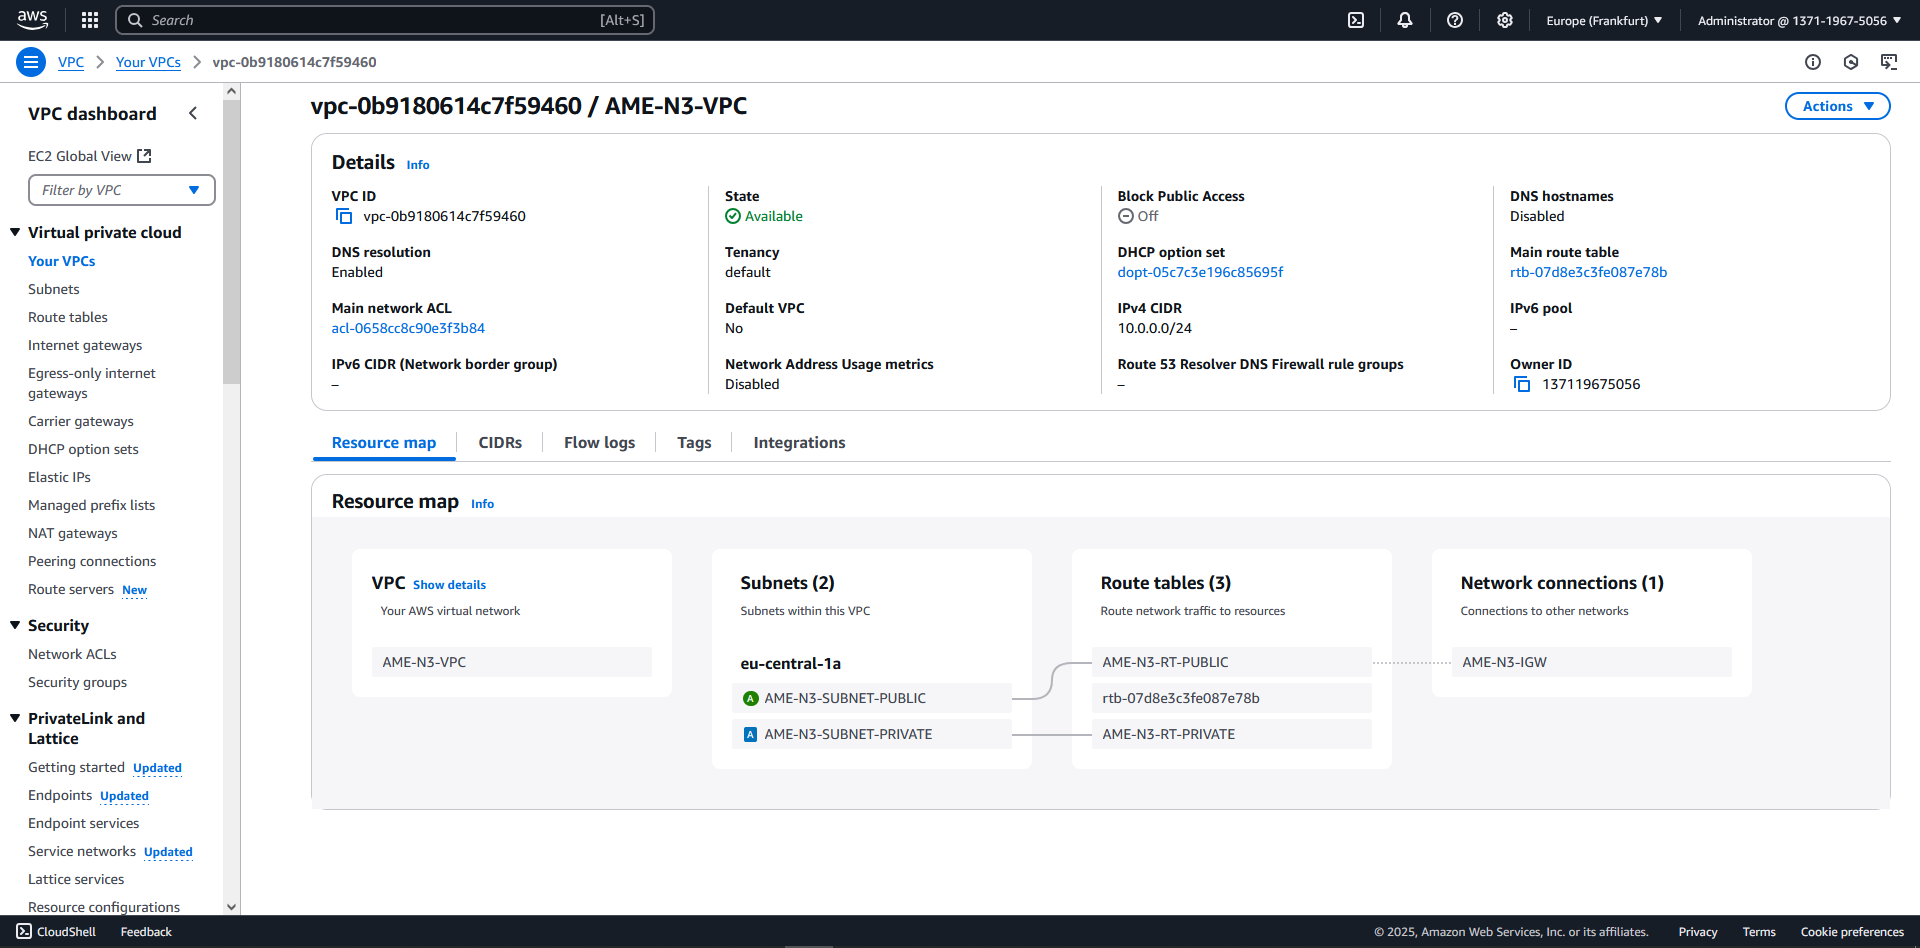 aws
Search [Alt+S]
Europe (Frankfurt) ▼
Administrator @ 1371-1967-5056 ▼
VPC > Your VPCs > vpc-0b9180614c7f59460
VPC dashboard
EC2 Global View
Filter by VPC
Virtual private cloud
Your VPCs
Subnets
Route tables
Internet gateways
Egress-only internet
gateways
Carrier gateways
DHCP option sets
Elastic IPs
Managed prefix lists
NAT gateways
Peering connections
Route servers New
Security
Network ACLs
Security groups
PrivateLink and
Lattice
Getting started Updated
Endpoints Updated
Endpoint services
Service networks Updated
Lattice services
Resource configurations
vpc-0b9180614c7f59460 / AME-N3-VPC
Actions ▼
Details Info
VPC ID
vpc-0b9180614c7f59460
State
Available
Block Public Access
Off
DNS hostnames
Disabled
DNS resolution
Enabled
Tenancy
default
DHCP option set
dopt-05c7c3e196c85695f
Main route table
rtb-07d8e3c3fe087e78b
Main network ACL
acl-0658cc8c90e3f3b84
Default VPC
No
IPv4 CIDR
10.0.0.0/24
IPv6 pool
–
IPv6 CIDR (Network border group)
–
Network Address Usage metrics
Disabled
Route 53 Resolver DNS Firewall rule groups
–
Owner ID
137119675056
Resource map
CIDRs
Flow logs
Tags
Integrations
Resource map Info
VPC Show details
Your AWS virtual network
AME-N3-VPC
Subnets (2)
Subnets within this VPC
eu-central-1a
A AME-N3-SUBNET-PUBLIC
A AME-N3-SUBNET-PRIVATE
Route tables (3)
Route network traffic to resources
AME-N3-RT-PUBLIC
rtb-07d8e3c3fe087e78b
AME-N3-RT-PRIVATE
Network connections (1)
Connections to other networks
AME-N3-IGW
CloudShell
Feedback
© 2025, Amazon Web Services, Inc. or its affiliates.
Privacy
Terms
Cookie preferences